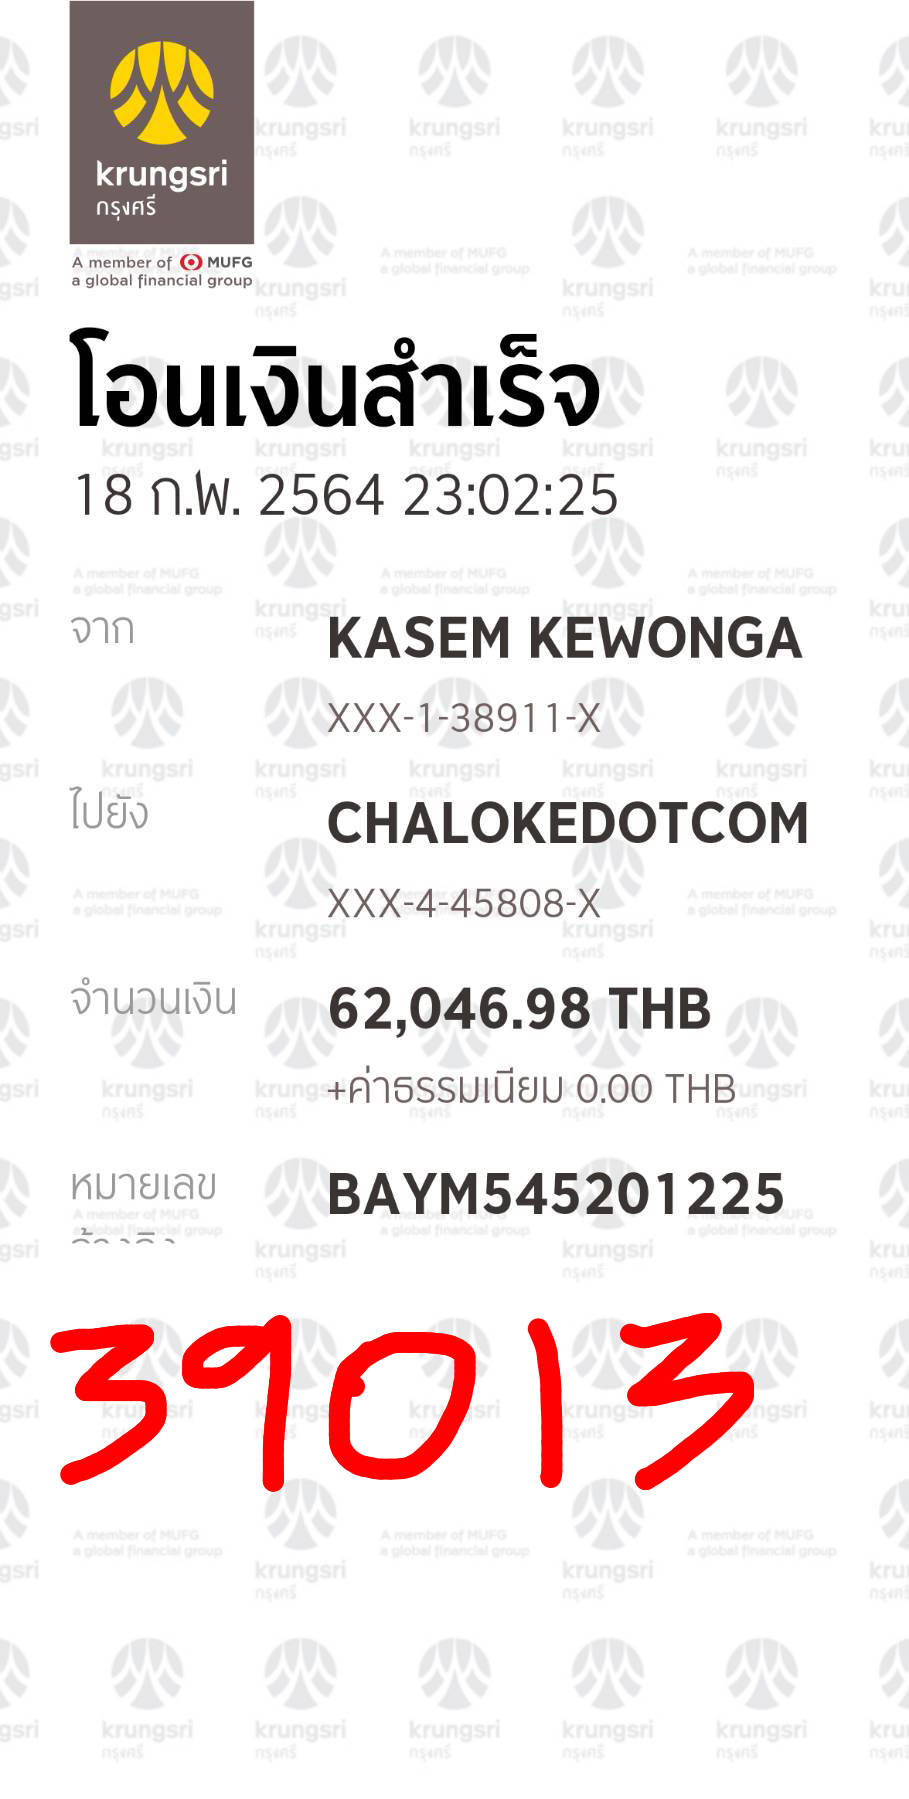 krungsri
กรุงศรี
A member of MUFG
a global financial group
โอนเงินสำเร็จ
18 ก.พ. 2564 23:02:25
จาก KASEM KEWONGA
XXX-1-38911-X
ไปยัง CHALOKEDOTCOM
XXX-4-45808-X
จำนวนเงิน 62,046.98 THB
+ค่าธรรมเนียม 0.00 THB
หมายเลข BAYM545201225
39013